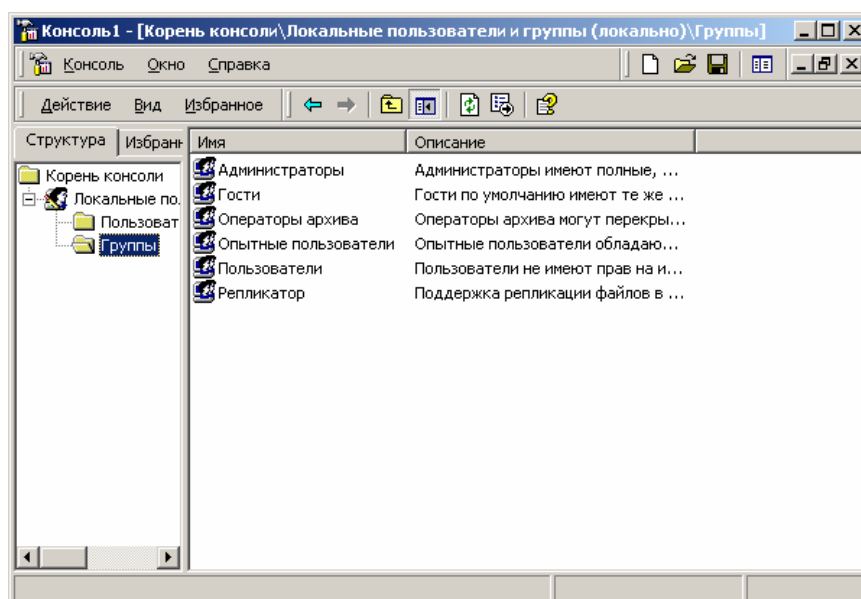 Консоль1 - [Корень консоли\Локальные пользователи и группы (локально)\Группы]
Консоль Окно Справка
Действие Вид Избранное
Структура Избранн
Имя Описание
Корень консоли
Локальные по.
Пользоват
Группы
Администраторы Администраторы имеют полные, ...
Гости Гости по умолчанию имеют те же ...
Операторы архива Операторы архива могут перекры...
Опытные пользователи Опытные пользователи обладаю...
Пользователи Пользователи не имеют прав на и...
Репликатор Поддержка репликации файлов в ...